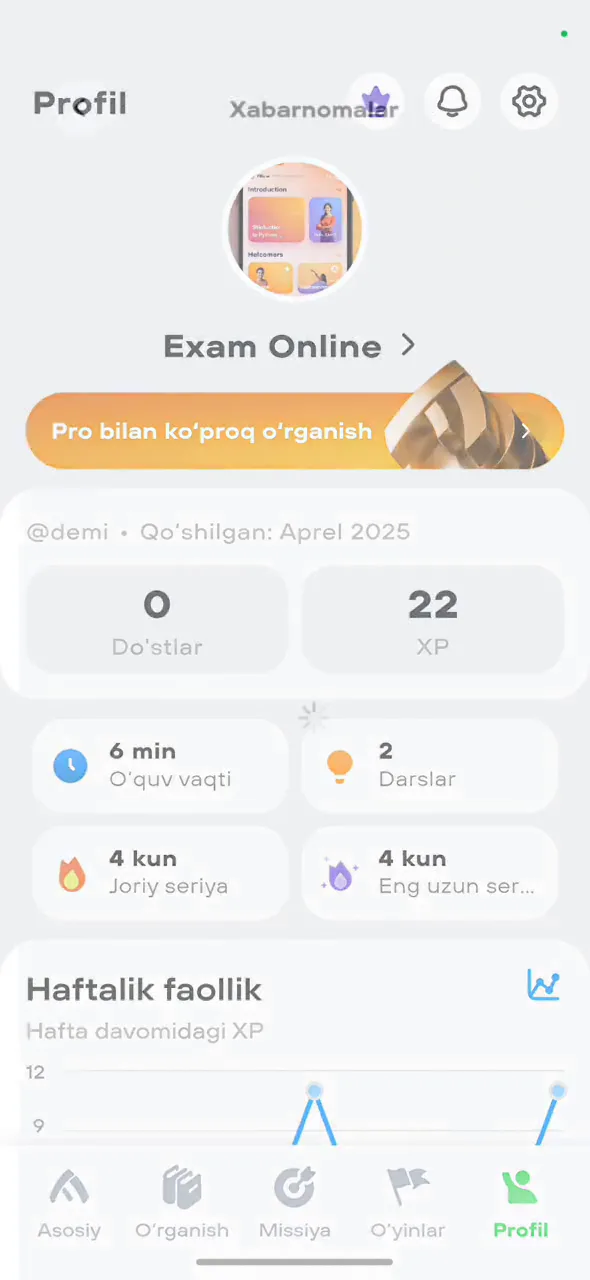 Profil
Xabarnomalar
Introduction
Helcomers
Exam Online
Pro bilan ko‘proq o‘rganish
@demi • Qo‘shilgan: Aprel 2025
0
22
Do'stlar
XP
6 min
O‘quv vaqti
2
Darslar
4 kun
Joriy seriya
4 kun
Eng uzun ser...
Haftalik faollik
Hafta davomidagi XP
12
9
Asosiy
O‘rganish
Missiya
O‘yinlar
Profil